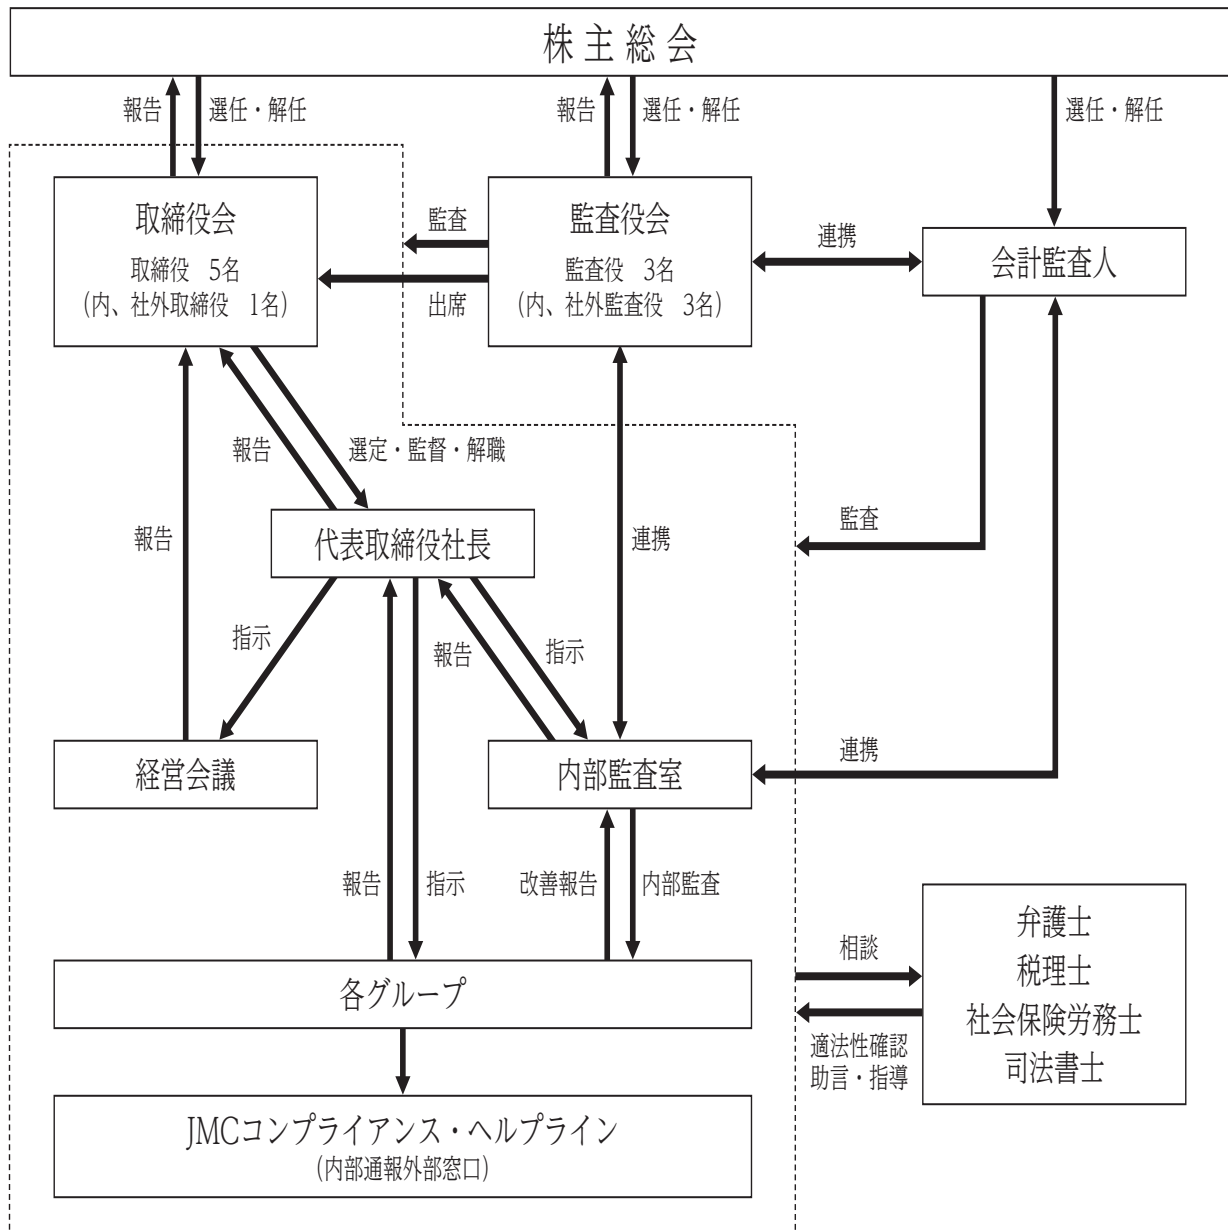 株主総会
報告
選任・解任
報告
選任・解任
選任・解任
取締役会
取締役　5名
(内、社外取締役　1名)
監査
出席
監査役会
監査役　3名
(内、社外監査役　3名)
連携
会計監査人
報告
選定・監督・解職
報告
代表取締役社長
連携
監査
指示
報告
指示
経営会議
内部監査室
連携
報告
指示
改善報告
内部監査
各グループ
相談
適法性確認
助言・指導
弁護士
税理士
社会保険労務士
司法書士
JMCコンプライアンス・ヘルプライン
(内部通報外部窓口)